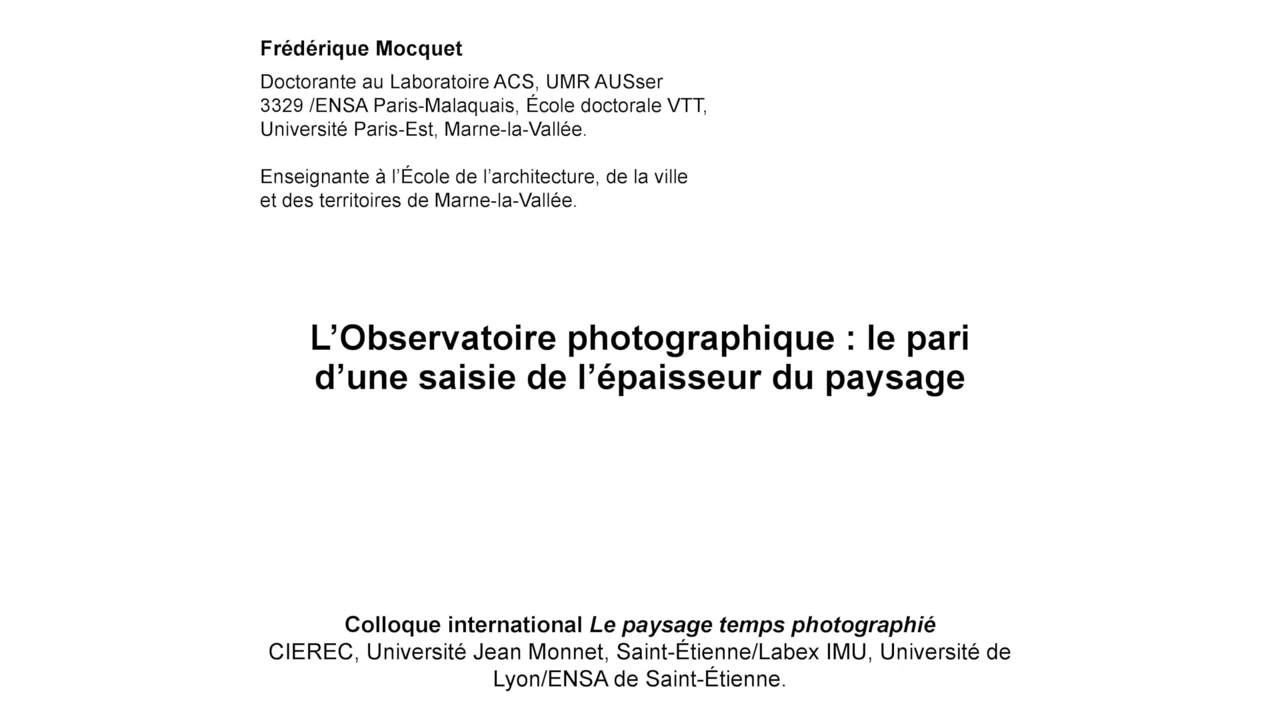 Frédérique Mocquet
Doctorante au Laboratoire ACS, UMR AUSser
3329 /ENSA Paris-Malaquais, École doctorale VTT,
Université Paris-Est, Marne-la-Vallée.
Enseignante à l’École de l’architecture, de la ville
et des territoires de Marne-la-Vallée.
L’Observatoire photographique : le pari
d’une saisie de l’épaisseur du paysage
Colloque international Le paysage temps photographié
CIEREC, Université Jean Monnet, Saint-Étienne/Labex IMU, Université de
Lyon/ENSA de Saint-Étienne.